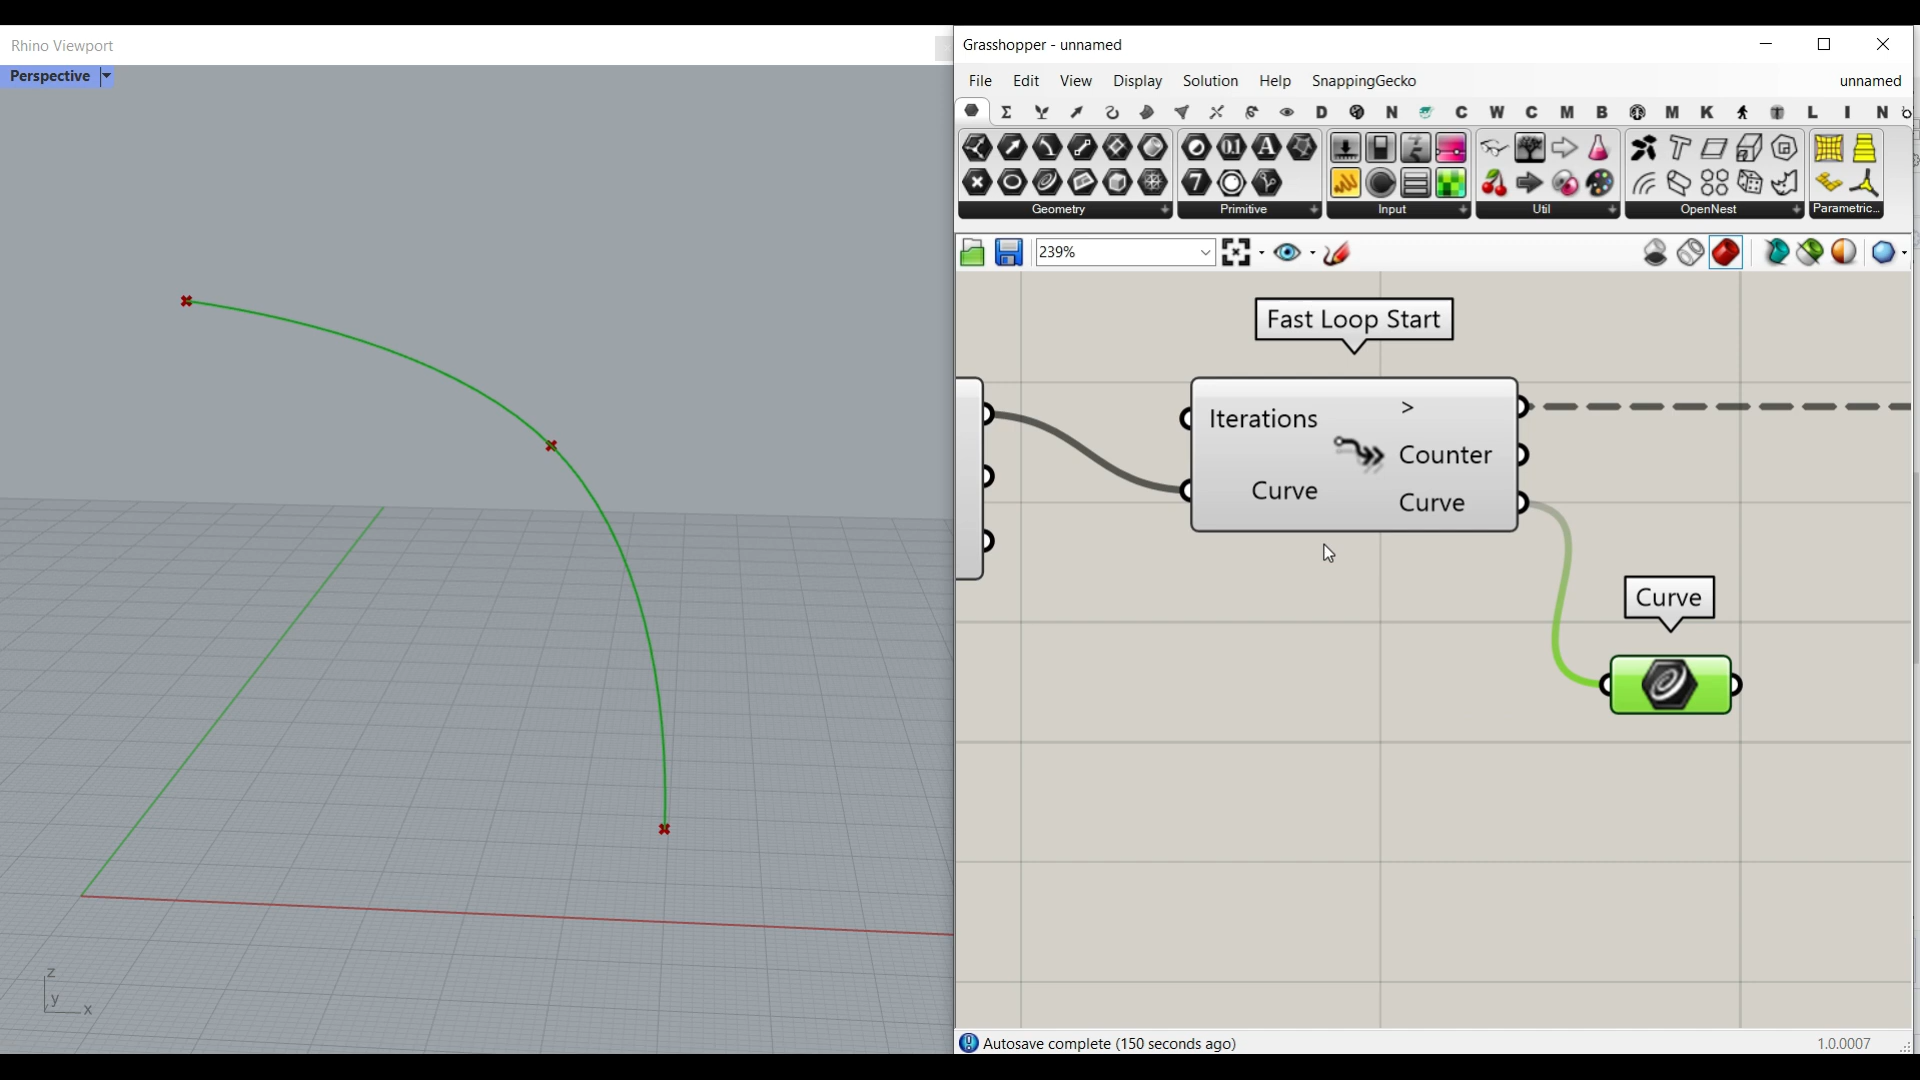 Rhino Viewport
Perspective
z
y
x
Grasshopper - unnamed
File Edit View Display Solution Help SnappingGecko unnamed
D N C W C M B M K L I N
Geometry Primitive Input Util OpenNest Parametric...
239%
Fast Loop Start
Iterations
>
Counter
Curve
Curve
Curve
Autosave complete (150 seconds ago)
1.0.0007